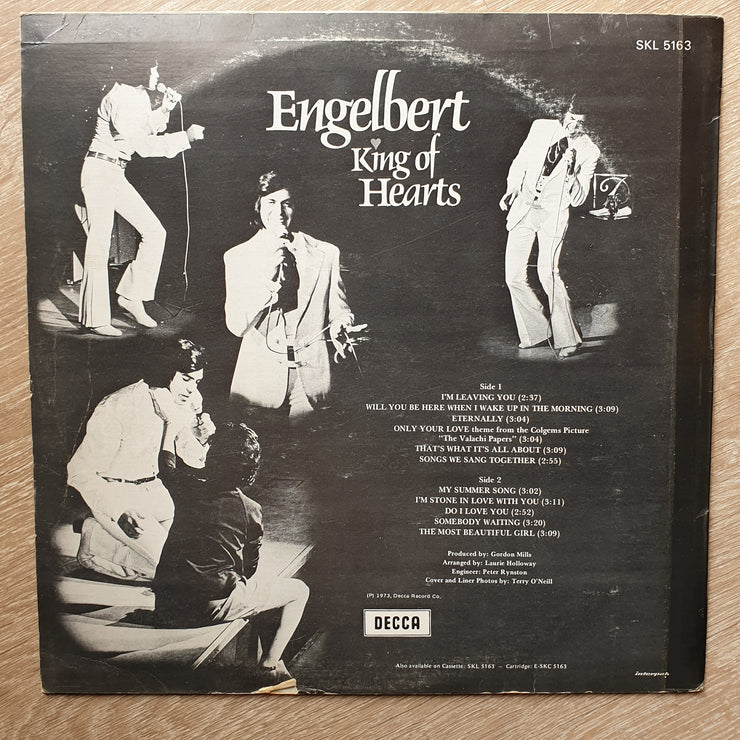 SKL 5163
Engelbert
King of
Hearts
Side 1
I'M LEAVING YOU (2:37)
WILL YOU BE HERE WHEN I WAKE UP IN THE MORNING (3:09)
ETERNALLY (3:04)
ONLY YOUR LOVE theme from the Colgems Picture
"The Valachi Papers" (3:04)
THAT'S WHAT IT'S ALL ABOUT (3:09)
SONGS WE SANG TOGETHER (2:55)
Side 2
MY SUMMER SONG (3:02)
I'M STONE IN LOVE WITH YOU (3:11)
DO I LOVE YOU (2:52)
SOMEBODY WAITING (3:20)
THE MOST BEAUTIFUL GIRL (3:09)
Produced by: Gordon Mills
Arranged by: Laurie Holloway
Engineer: Peter Rynston
Cover and Liner Photos by: Terry O'Neill
(P) 1973, Decca Record Co.
DECCA
Also available on Cassette: SKL 5163 – Cartridge: E-SKC 5163
interpak